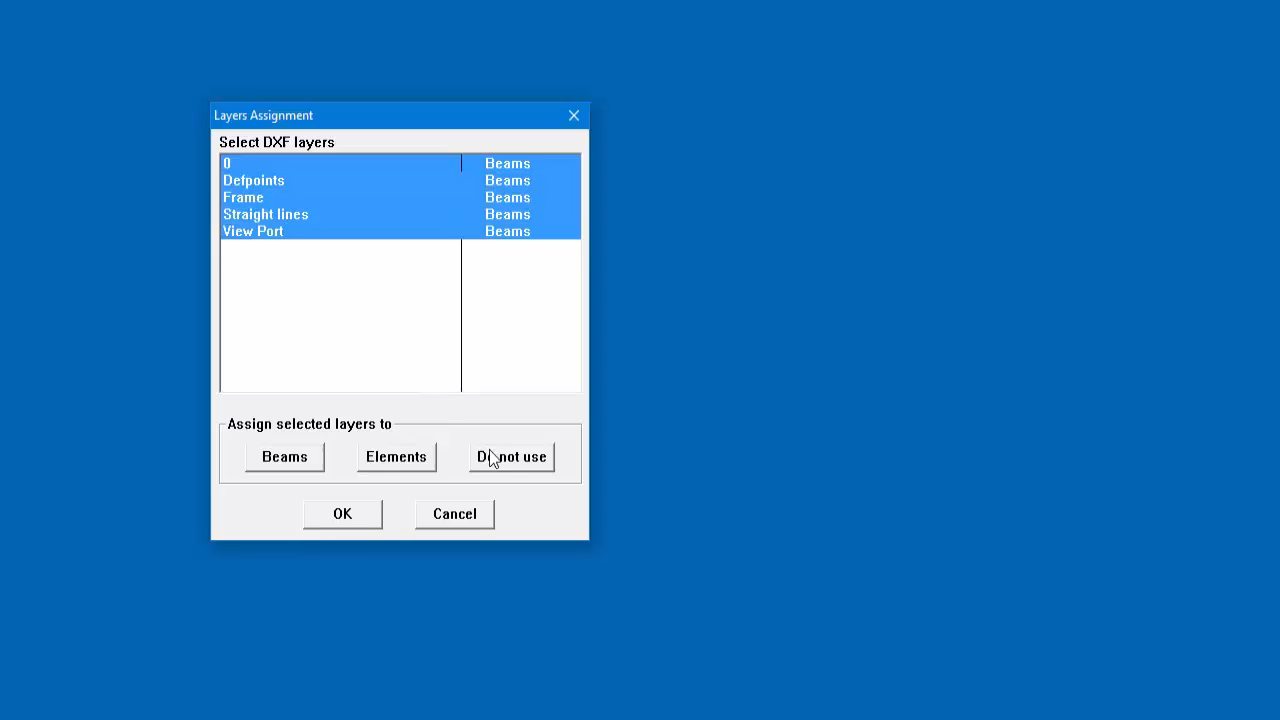 Layers Assignment
Select DXF layers
0 Beams
Defpoints Beams
Frame Beams
Straight lines Beams
View Port Beams
Assign selected layers to
Beams Elements Do not use
OK Cancel